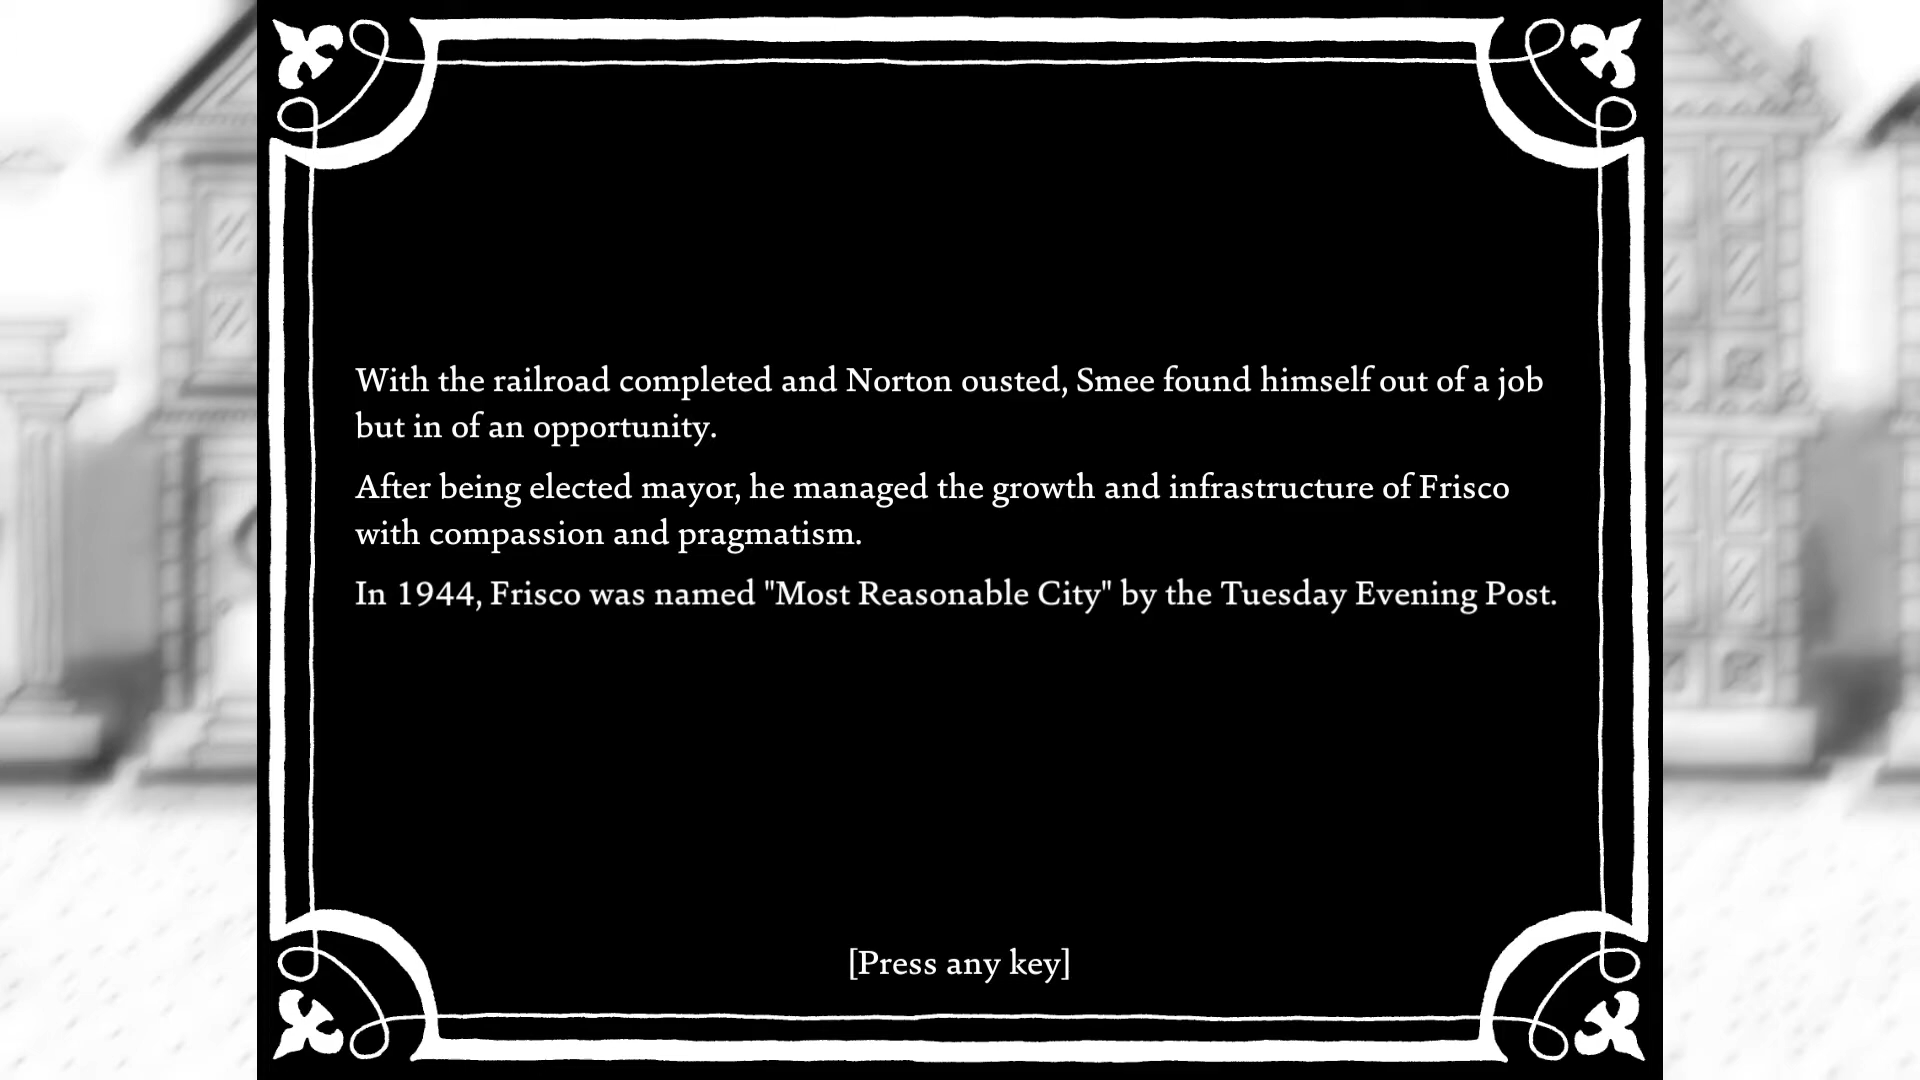 With the railroad completed and Norton ousted, Smee found himself out of a job
but in of an opportunity.
After being elected mayor, he managed the growth and infrastructure of Frisco
with compassion and pragmatism.
In 1944, Frisco was named "Most Reasonable City" by the Tuesday Evening Post.
[Press any key]